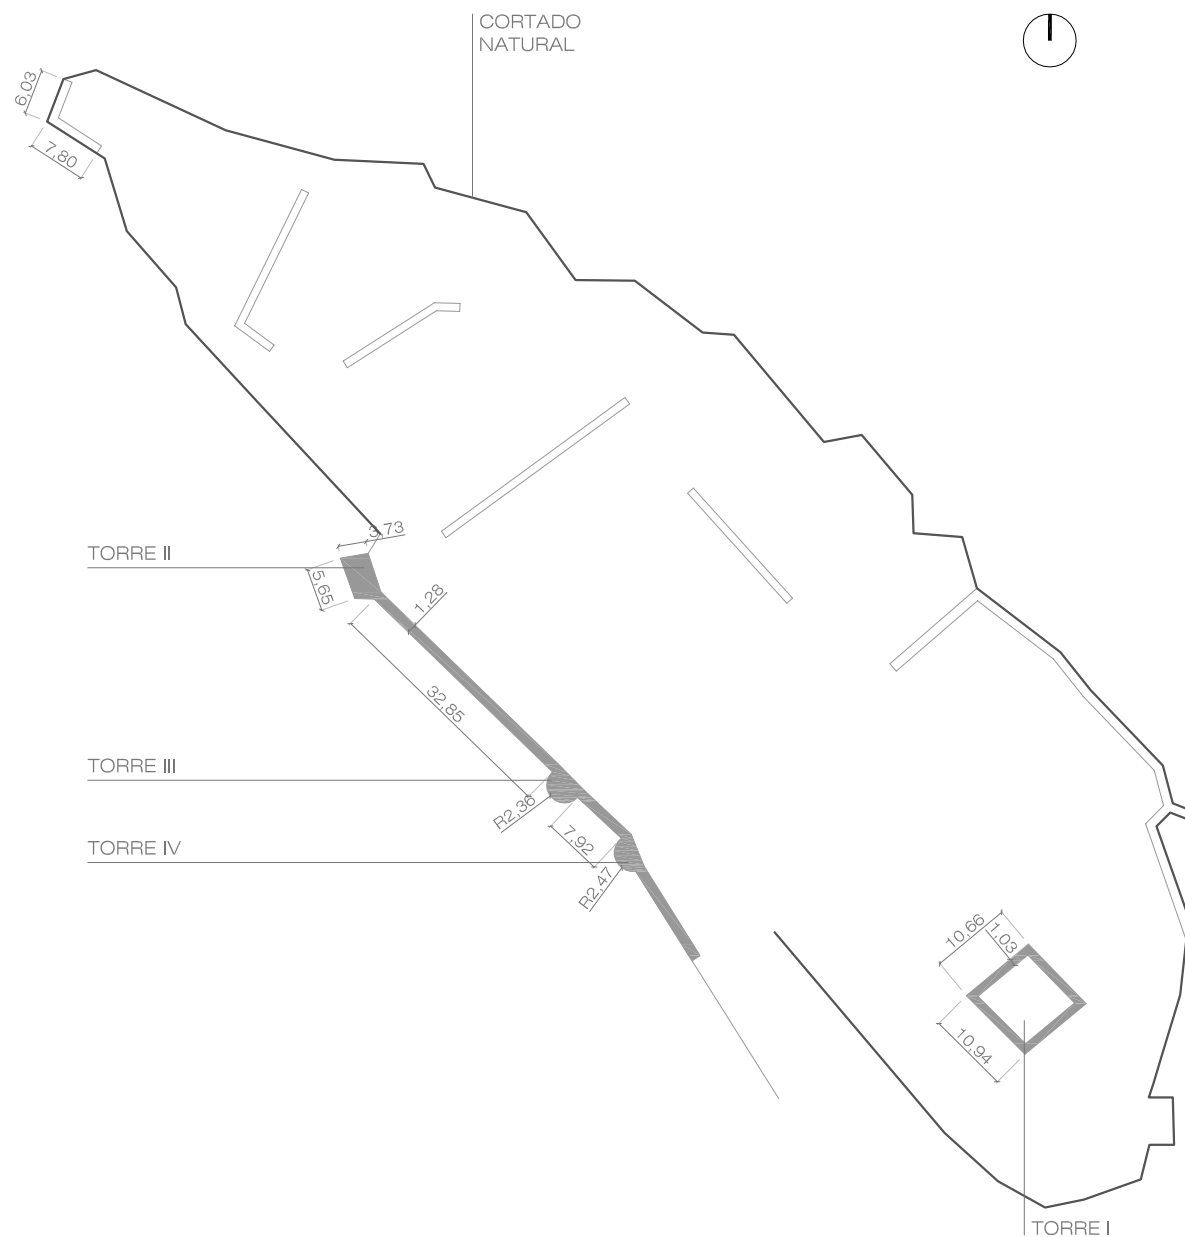 CORTADO
NATURAL
6,03
7,80
3,73
TORRE II
5,65
1,28
32,85
TORRE III
R2,36
7,92
TORRE IV
R2,47
10,66
1,03
10,94
TORRE I